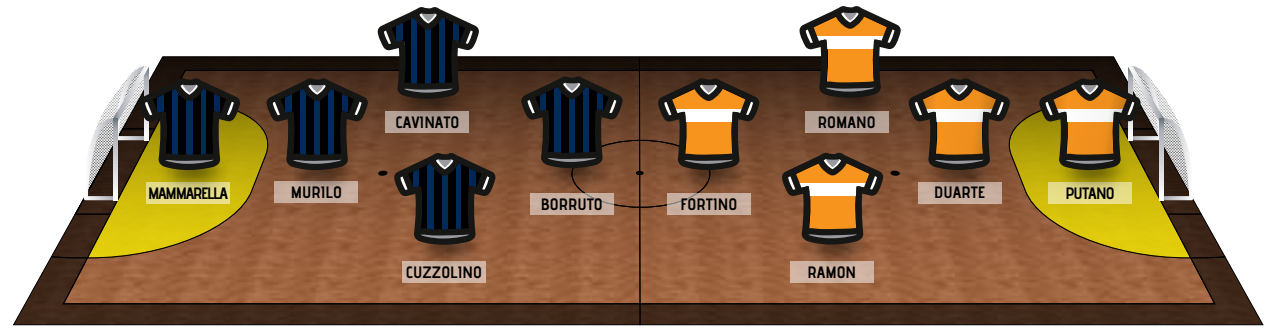 CAVINATO
ROMANO
MAMMARELLA
MURILO
BORRUTO
FORTINO
DUARTE
PUTANO
CUZZOLINO
RAMON